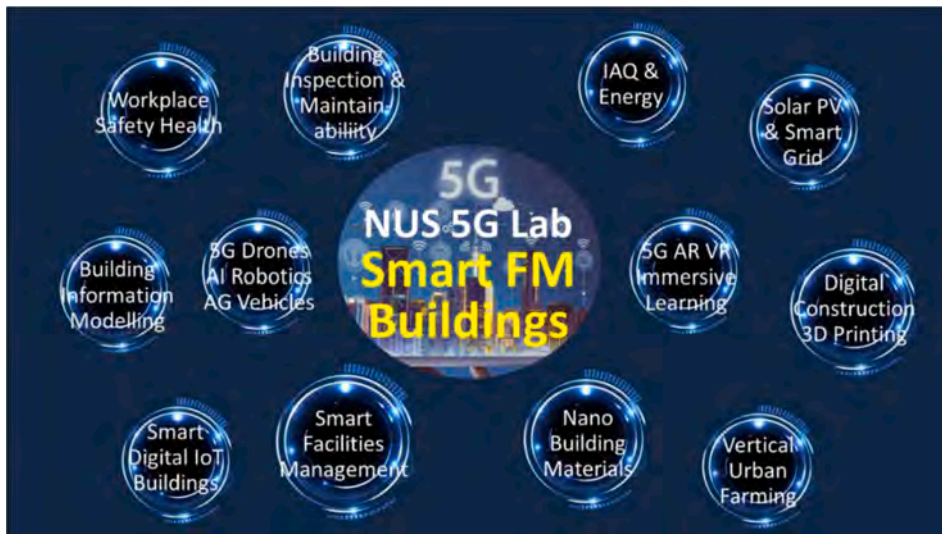 Workplace
Safety Health
Building
Inspection &
Maintain-
abiliity
IAQ &
Energy
Solar PV
& Smart
Grid
5G
NUS 5G Lab
Smart FM
Buildings
Building
Information
Modelling
5G Drones
AI Robotics
AG Vehicles
5G AR VR
Immersive
Learning
Digital
Construction
3D Printing
Smart
Digital IoT
Buildings
Smart
Facilities
Management
Nano
Building
Materials
Vertical
Urban
Farming